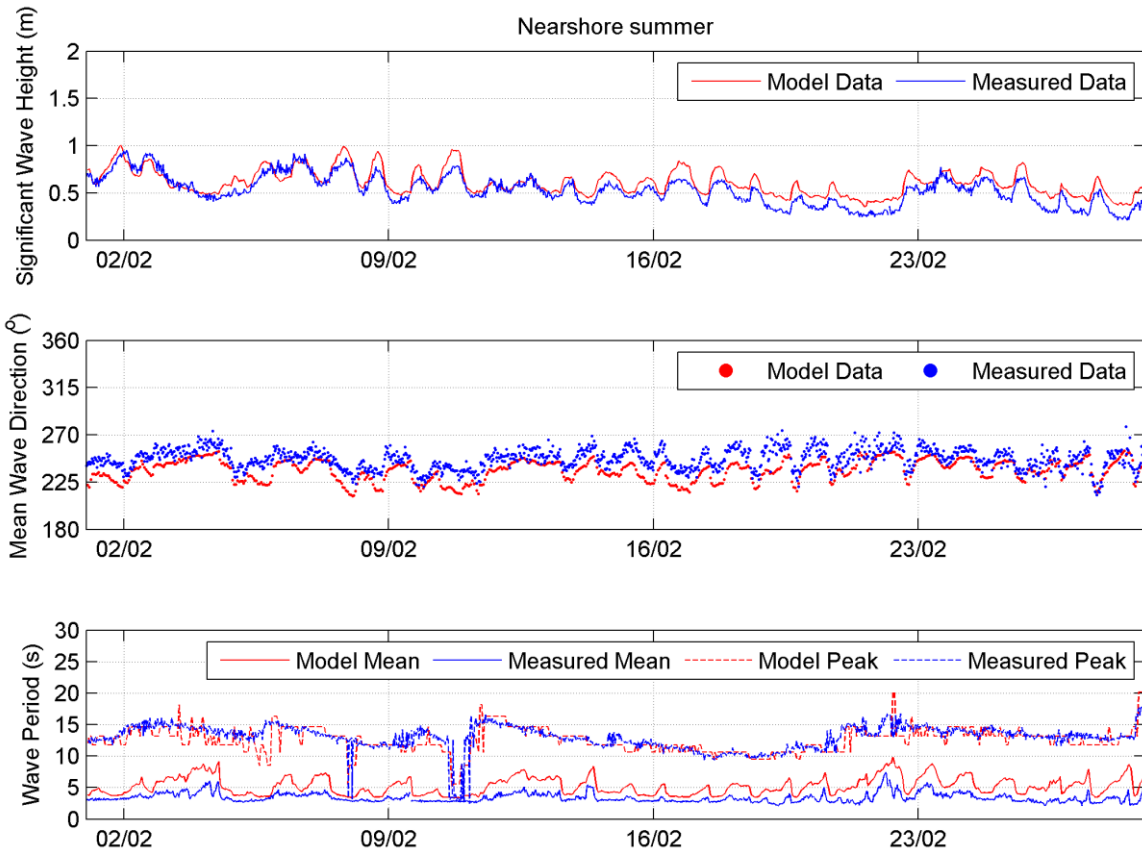 Nearshore summer
Significant Wave Height (m)
2
1.5
1
0.5
0
Model Data Measured Data
02/02 09/02 16/02 23/02
Mean Wave Direction (º)
360
315
270
225
180
Model Data Measured Data
02/02 09/02 16/02 23/02
Wave Period (s)
30
25
20
15
10
5
0
Model Mean Measured Mean Model Peak Measured Peak
02/02 09/02 16/02 23/02